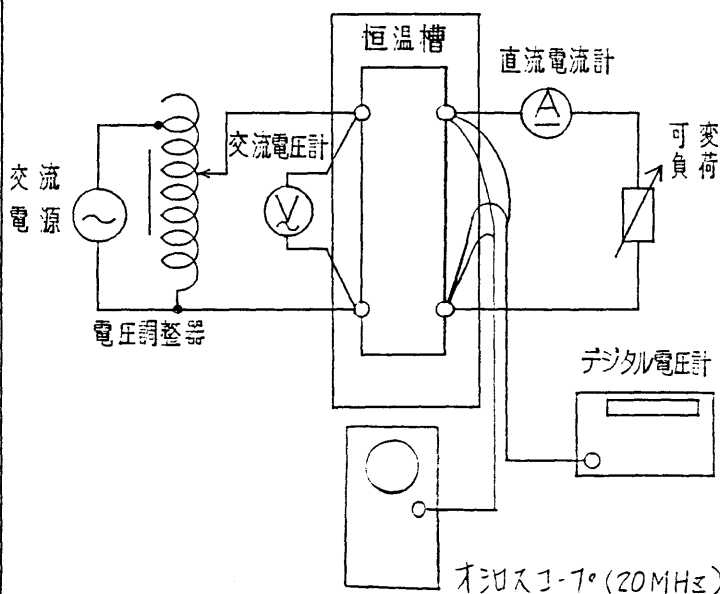 恒温槽
直流電流計
A
可変
負荷
交流電圧計
V
交流
電源
電圧調整器
デジタル電圧計
オシロスコープ(20MHz)